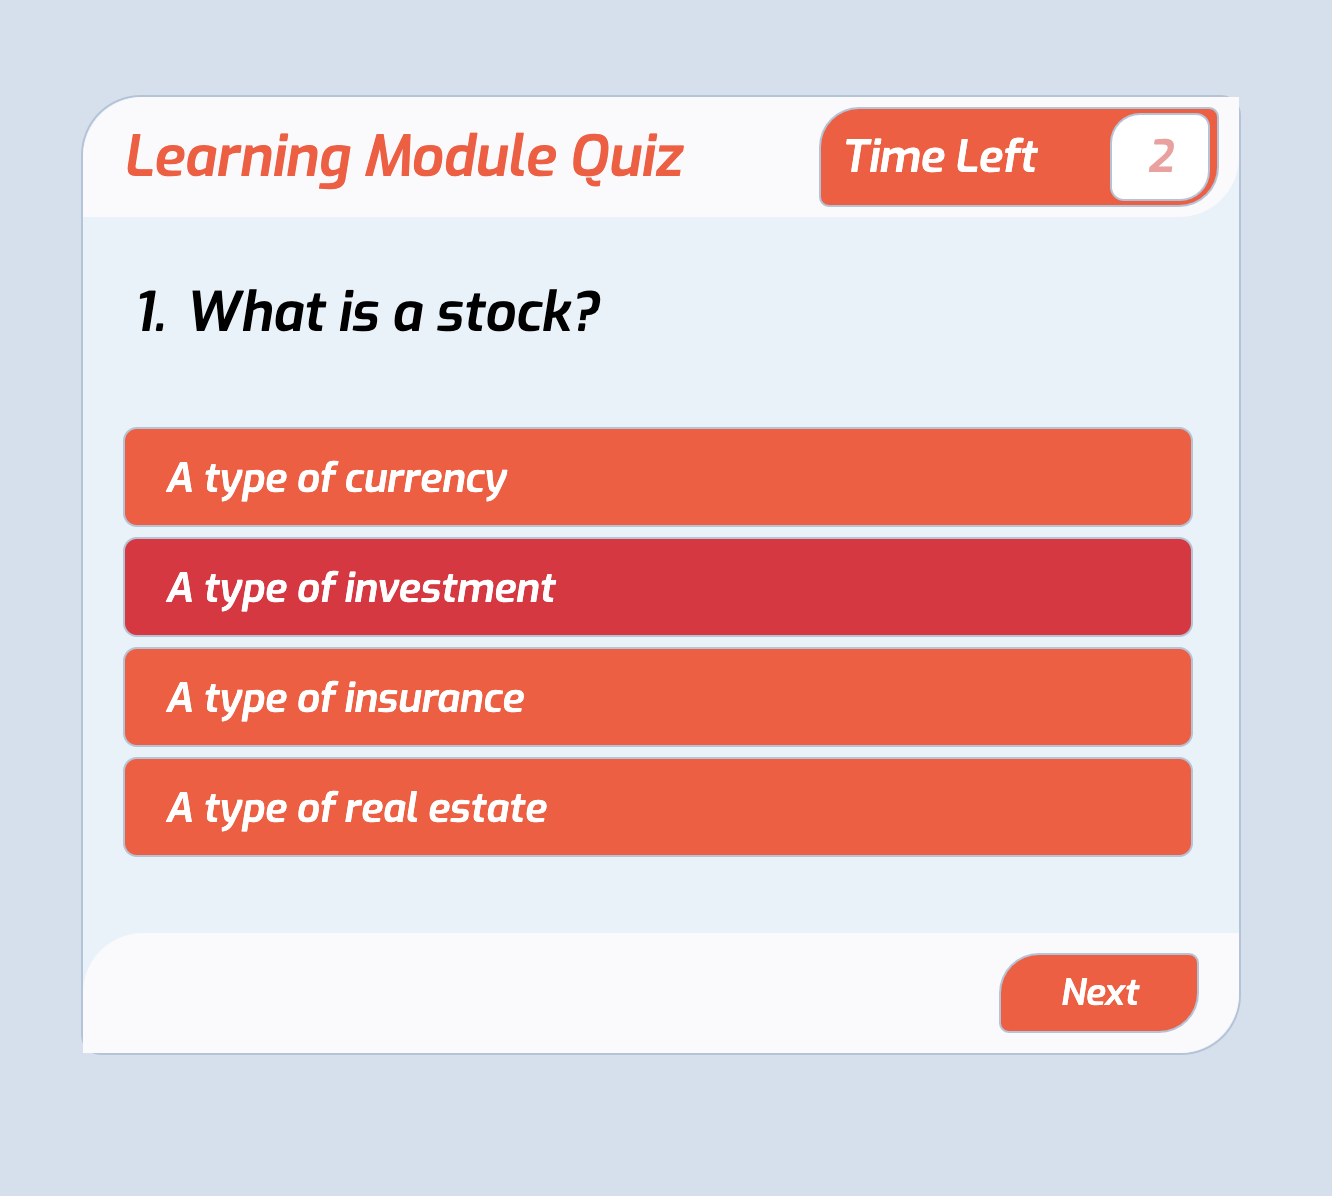 Learning Module Quiz
Time Left 2
1. What is a stock?
A type of currency
A type of investment
A type of insurance
A type of real estate
Next